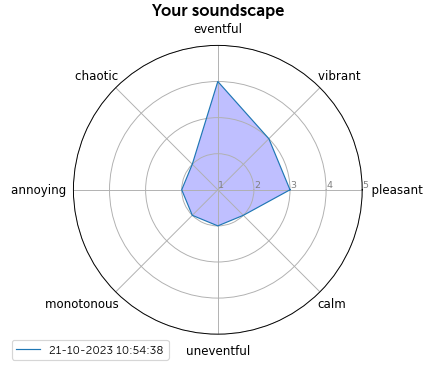 Your soundscape
eventful
chaotic
vibrant
annoying
1 2 3 4 5
pleasant
monotonous
calm
uneventful
21-10-2023 10:54:38